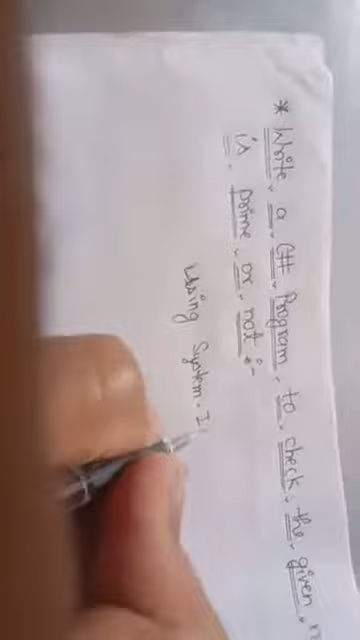 * Write a C# Program to check the given
is prime or not :-
Using System.I